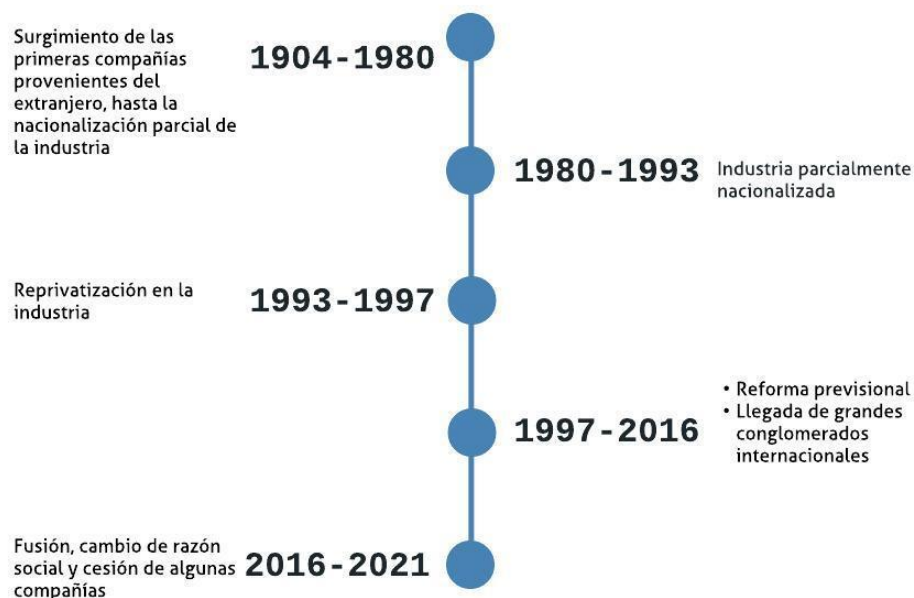 Surgimiento de las
primeras compañías
provenientes del
extranjero, hasta la
nacionalización parcial de
la industria
1904-1980
1980-1993
Industria parcialmente
nacionalizada
Reprivatización en la
industria
1993-1997
1997-2016
• Reforma previsional
• Llegada de grandes
conglomerados
internacionales
Fusión, cambio de razón
social y cesión de algunas
compañías
2016-2021